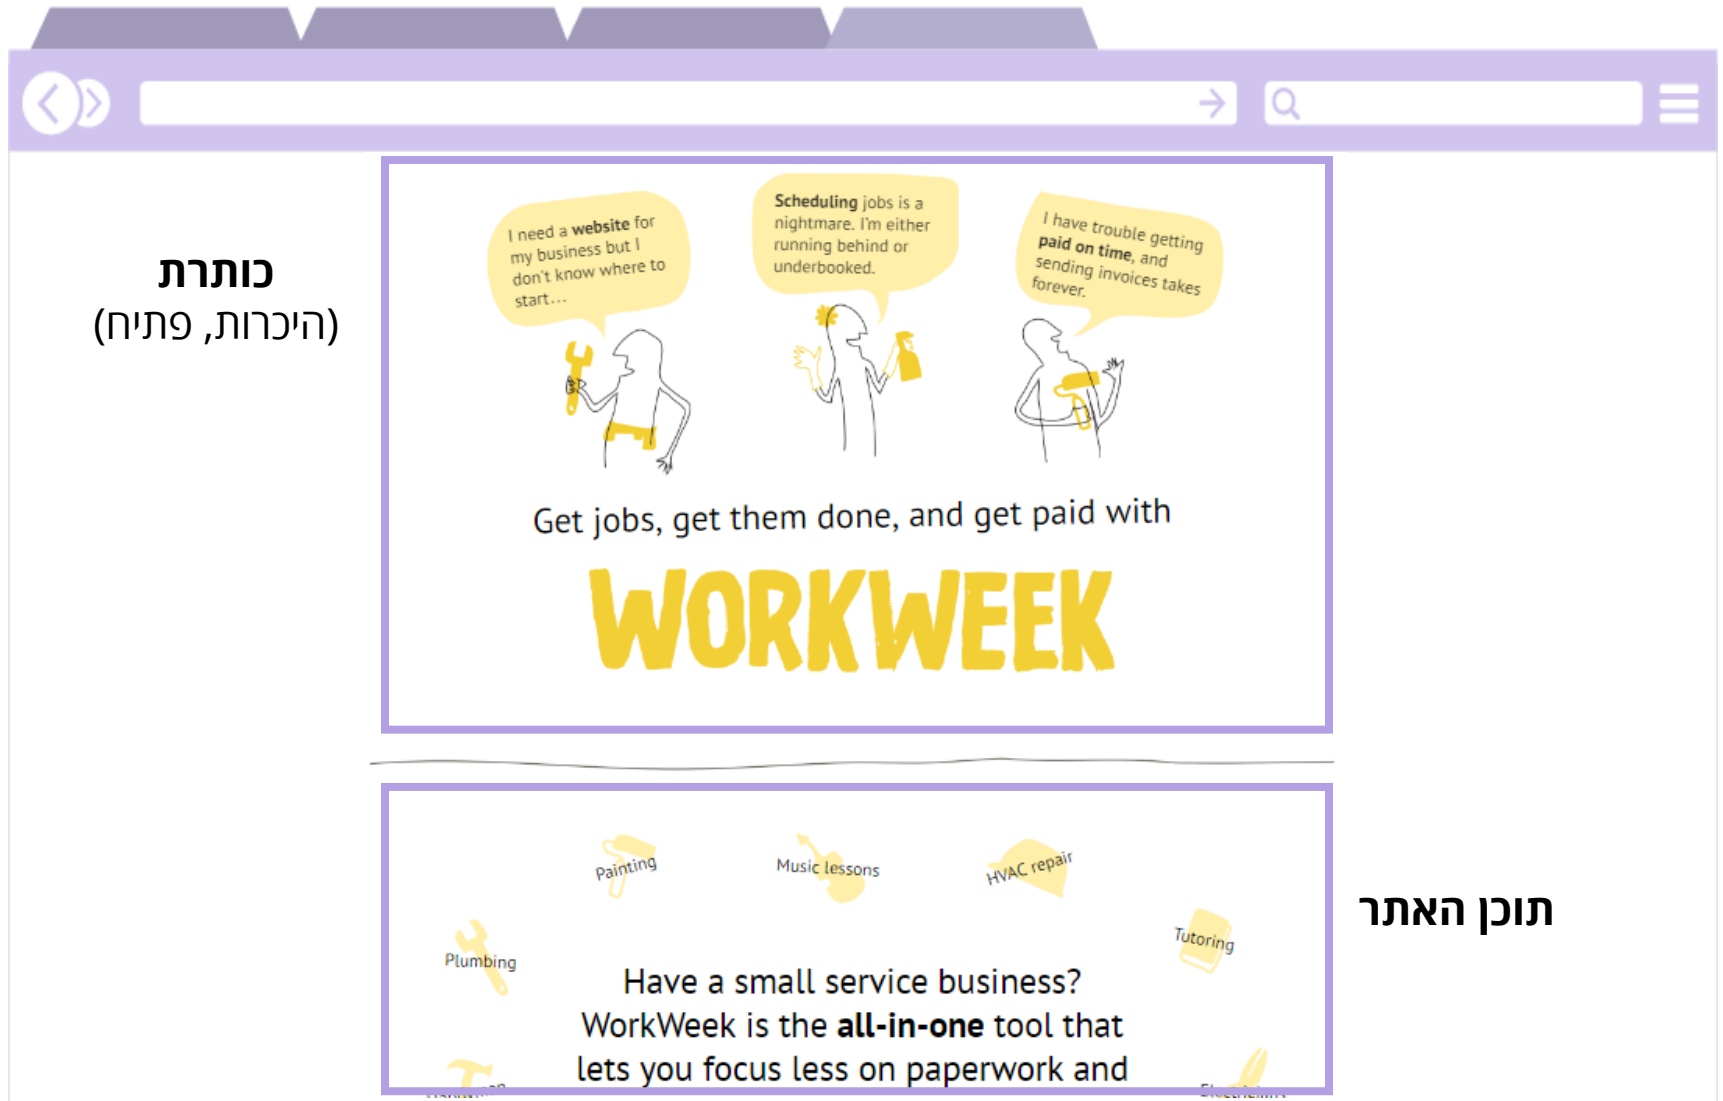 I need a website for
my business but I
don't know where to
start...
Scheduling jobs is a
nightmare. I'm either
running behind or
underbooked.
I have trouble getting
paid on time, and
sending invoices takes
forever.
כותרת
(היכרות, פתיח)
Get jobs, get them done, and get paid with
WORKWEEK
Painting
Music lessons
HVAC repair
Plumbing
Tutoring
תוכן האתר
Have a small service business?
WorkWeek is the all-in-one tool that
lets you focus less on paperwork and